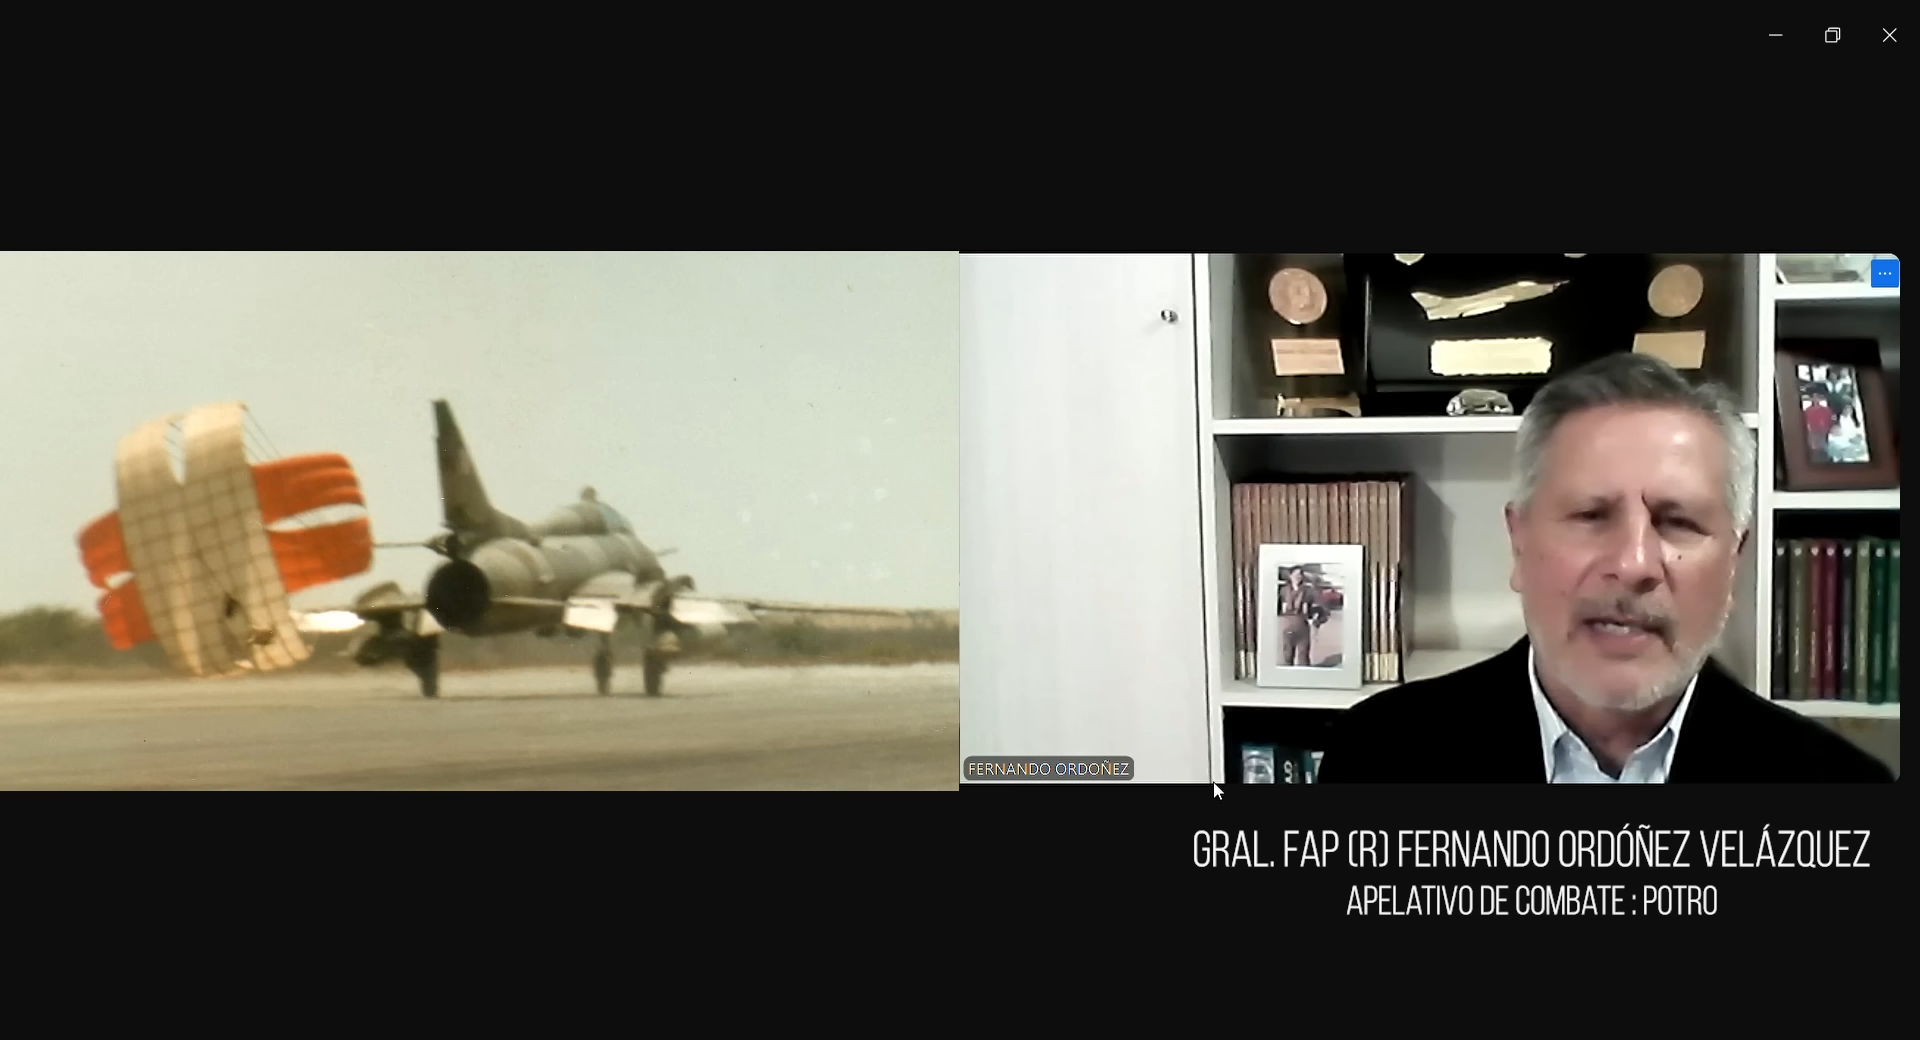 FERNANDO ORDOÑEZ
GRAL. FAP (R) FERNANDO ORDÓÑEZ VELÁZQUEZ
APELATIVO DE COMBATE : POTRO